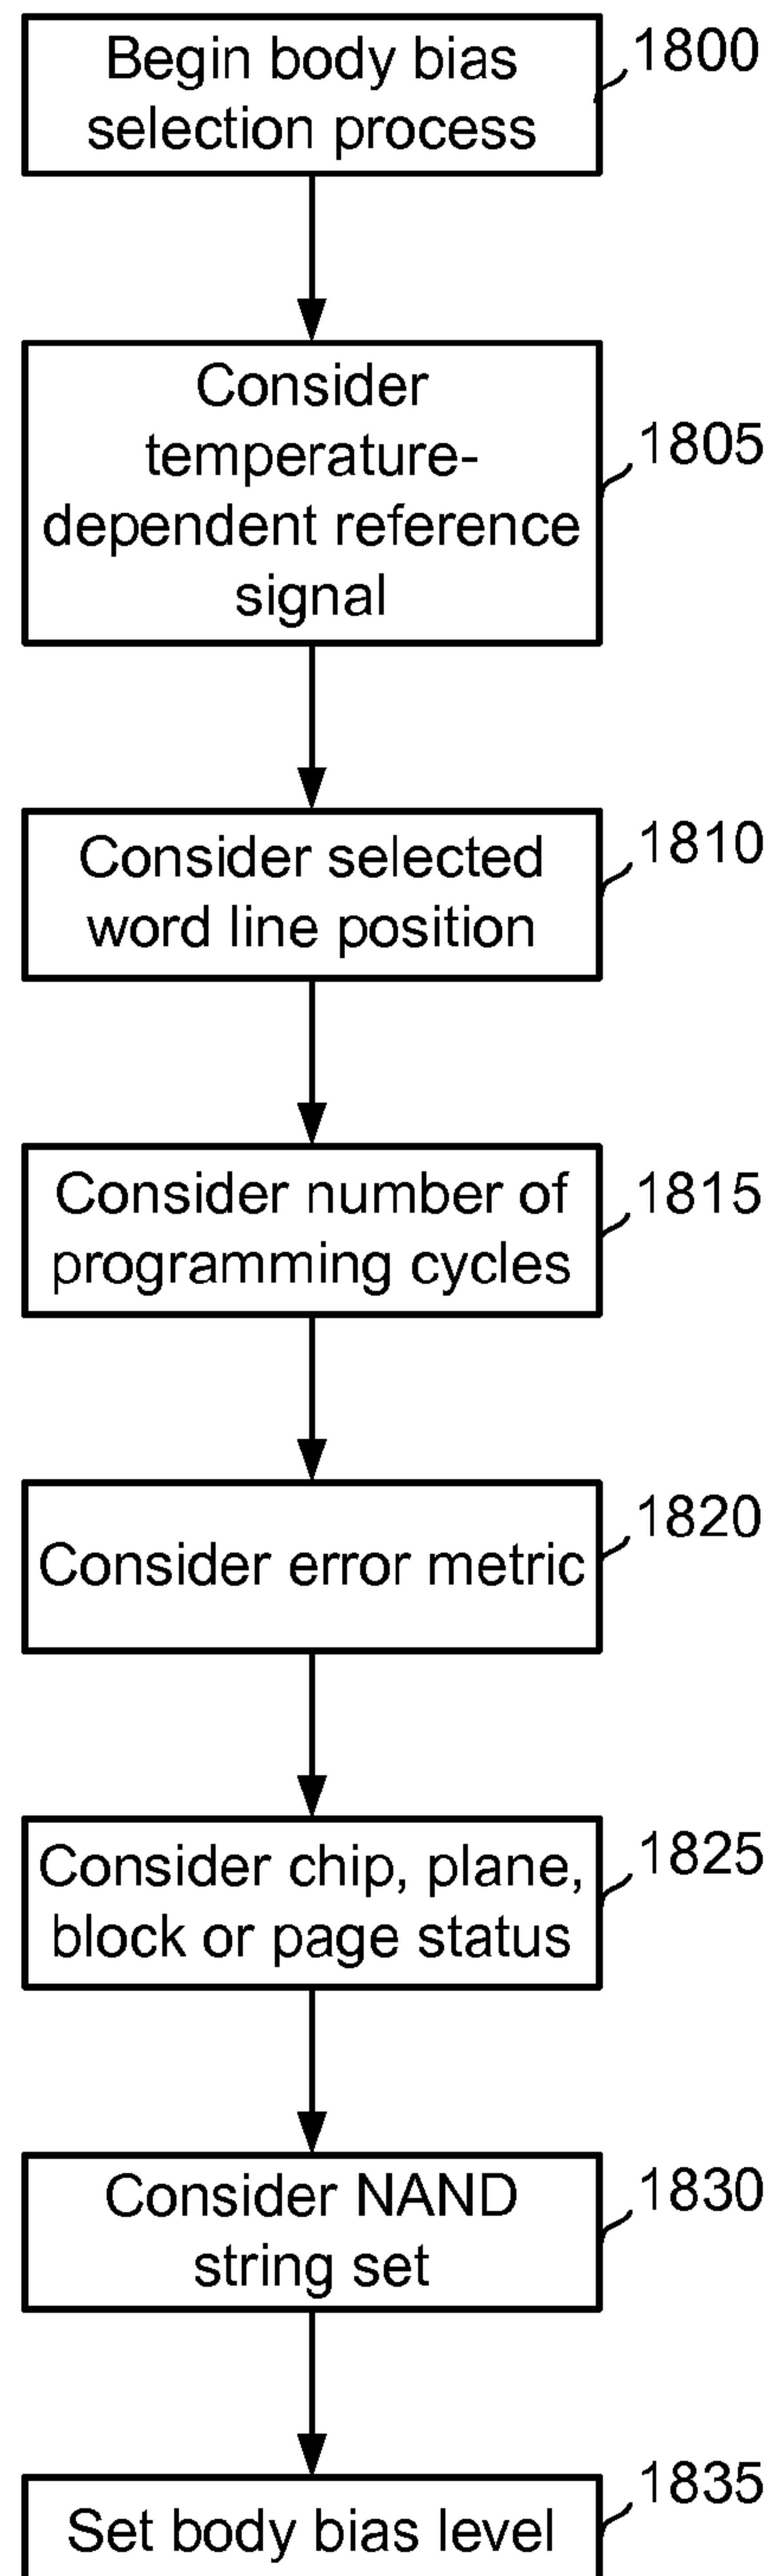 Begin body bias
selection process
1800
Consider
temperature-
dependent reference
signal
1805
Consider selected
word line position
1810
Consider number of
programming cycles
1815
Consider error metric
1820
Consider chip, plane,
block or page status
1825
Consider NAND
string set
1830
Set body bias level
1835